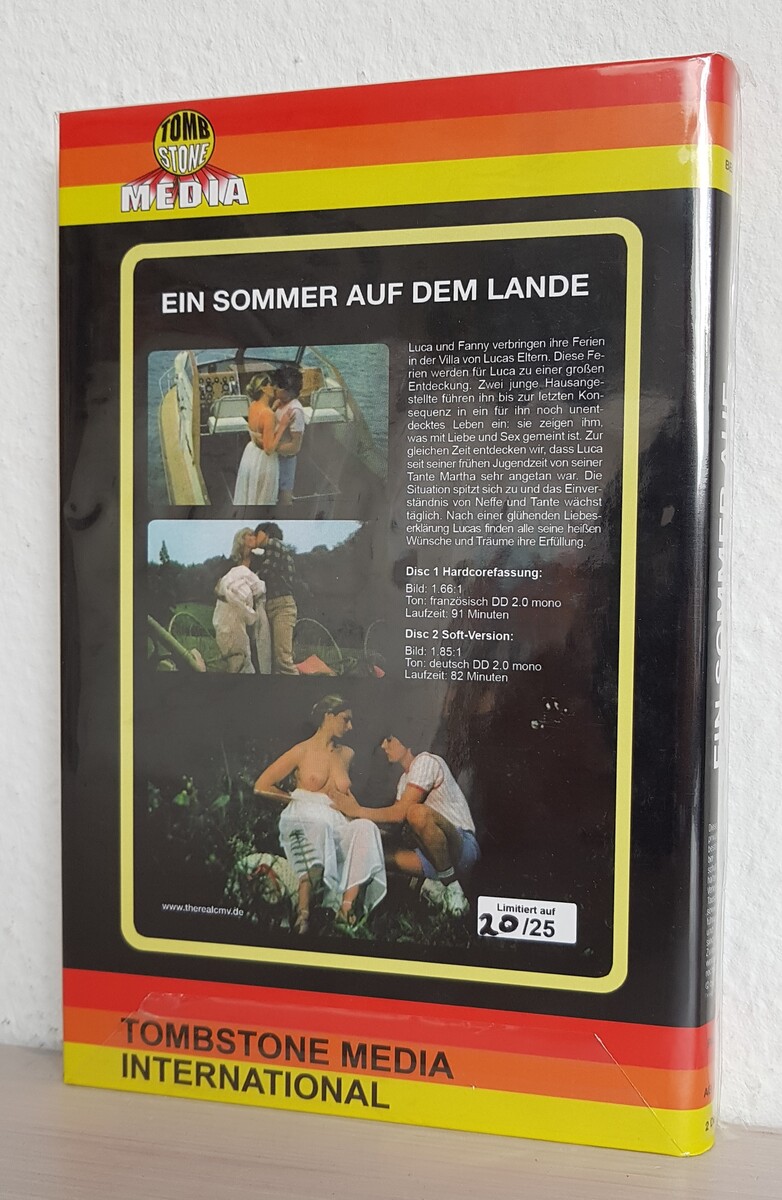 TOMB
STONE
MEDIA
EIN SOMMER AUF DEM LANDE
Luca und Fanny verbringen ihre Ferien
in der Villa von Lucas Eltern. Diese Fe-
rien werden für Luca zu einer großen
Entdeckung. Zwei junge Hausange-
stellte führen ihn bis zur letzten Kon-
sequenz in ein für ihn noch unent-
decktes Leben ein: sie zeigen ihm,
was mit Liebe und Sex gemeint ist. Zur
gleichen Zeit entdecken wir, dass Luca
seit seiner frühen Jugendzeit von seiner
Tante Martha sehr angetan war. Die
Situation spitzt sich zu und das Einver-
ständnis von Neffe und Tante wächst
täglich. Nach einer glühenden Liebes-
erklärung Lucas finden alle seine heißen
Wünsche und Träume ihre Erfüllung.
Disc 1 Hardcorefassung:
Bild: 1.66:1
Ton: französisch DD 2.0 mono
Laufzeit: 91 Minuten
Disc 2 Soft-Version:
Bild: 1.85:1
Ton: deutsch DD 2.0 mono
Laufzeit: 82 Minuten
www.therealcmv.de
Limitiert auf
20/25
TOMBSTONE MEDIA
INTERNATIONAL
EIN SOMMER AUF